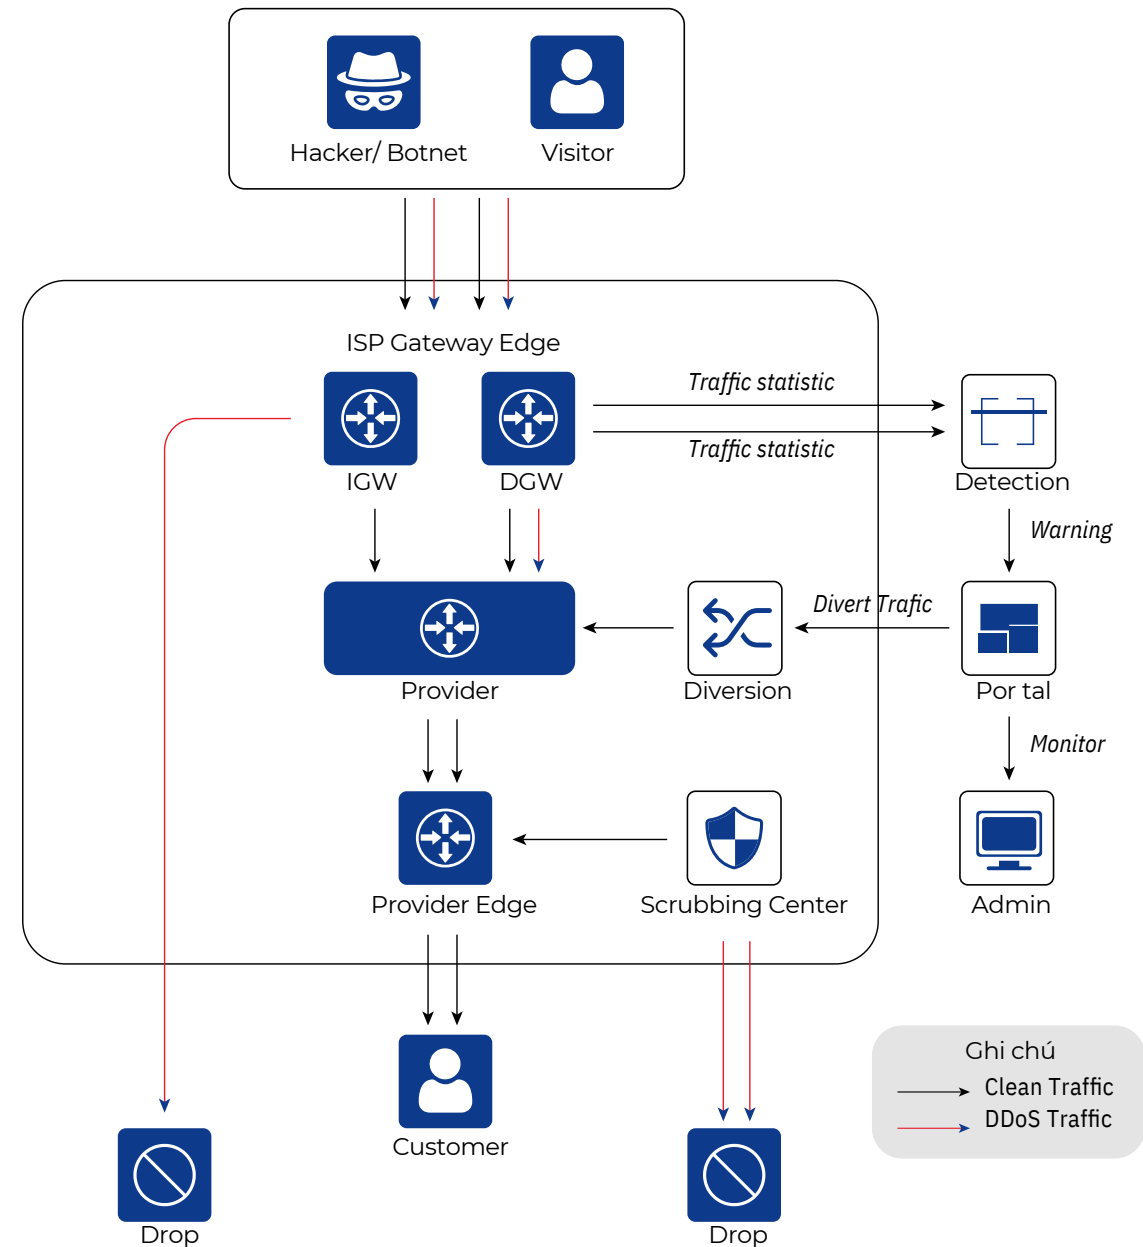 Hacker/ Botnet
Visitor
ISP Gateway Edge
Traffic statistic
Traffic statistic
IGW
DGW
Detection
Warning
Divert Trafic
Provider
Diversion
Por tal
Monitor
Provider Edge
Scrubbing Center
Admin
Ghi chú
Clean Traffic
DDoS Traffic
Customer
Drop
Drop